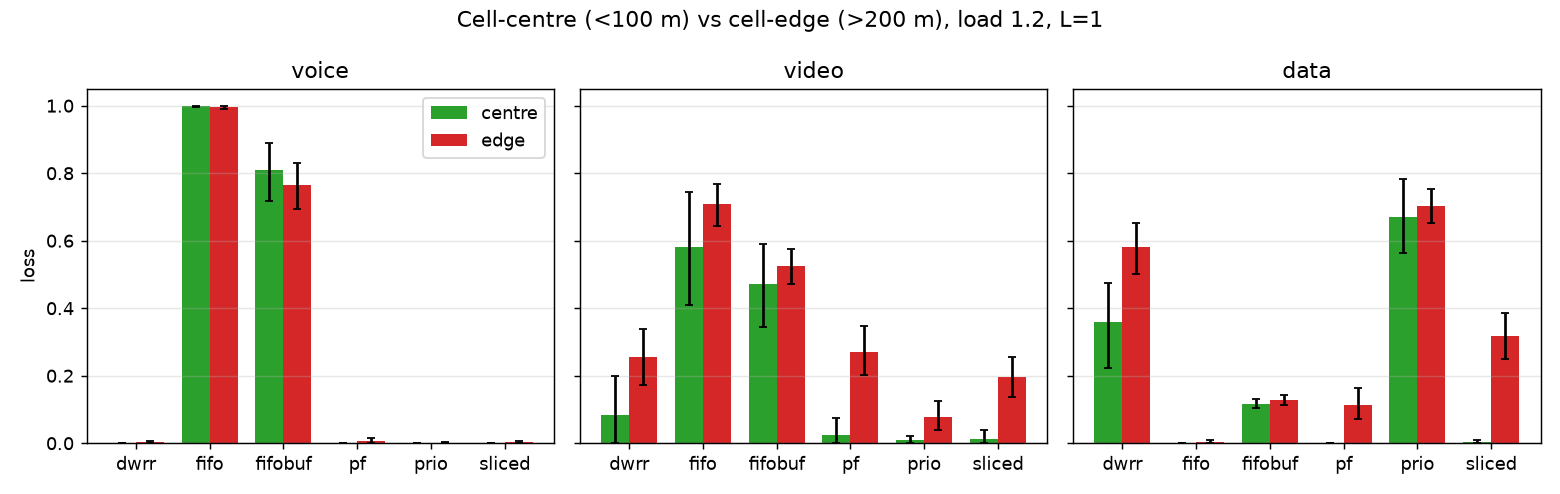 Cell-centre (<100 m) vs cell-edge (>200 m), load 1.2, L=1
voice
video
data
loss
1.0
0.8
0.6
0.4
0.2
0.0
centre
edge
dwrr fifo fifobuf pf prio sliced
dwrr fifo fifobuf pf prio sliced
dwrr fifo fifobuf pf prio sliced